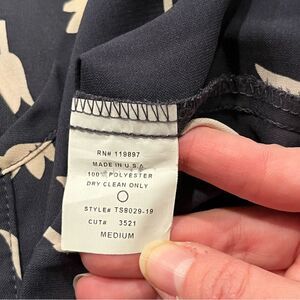 RN# 119897
MADE IN U.S.A
100% POLYESTER
DRY CLEAN ONLY
STYLE# TS8029-19
CUT# 3521
MEDIUM